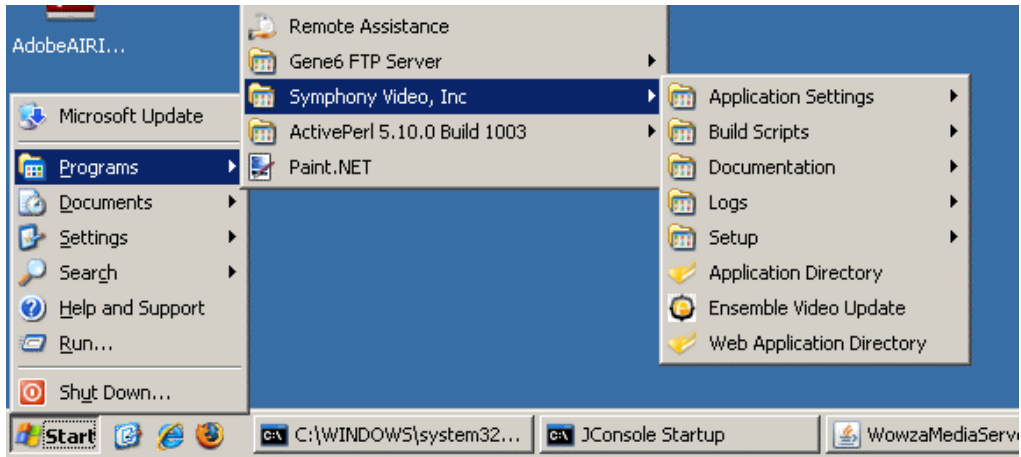 AdobeAIRI...
Remote Assistance
Gene6 FTP Server
Symphony Video, Inc
ActivePerl 5.10.0 Build 1003
Paint.NET
Application Settings
Build Scripts
Documentation
Logs
Setup
Application Directory
Ensemble Video Update
Web Application Directory
Microsoft Update
Programs
Documents
Settings
Search
Help and Support
Run...
Shut Down...
Start
C:\WINDOWS\system32...
JConsole Startup
WowzaMediaServe